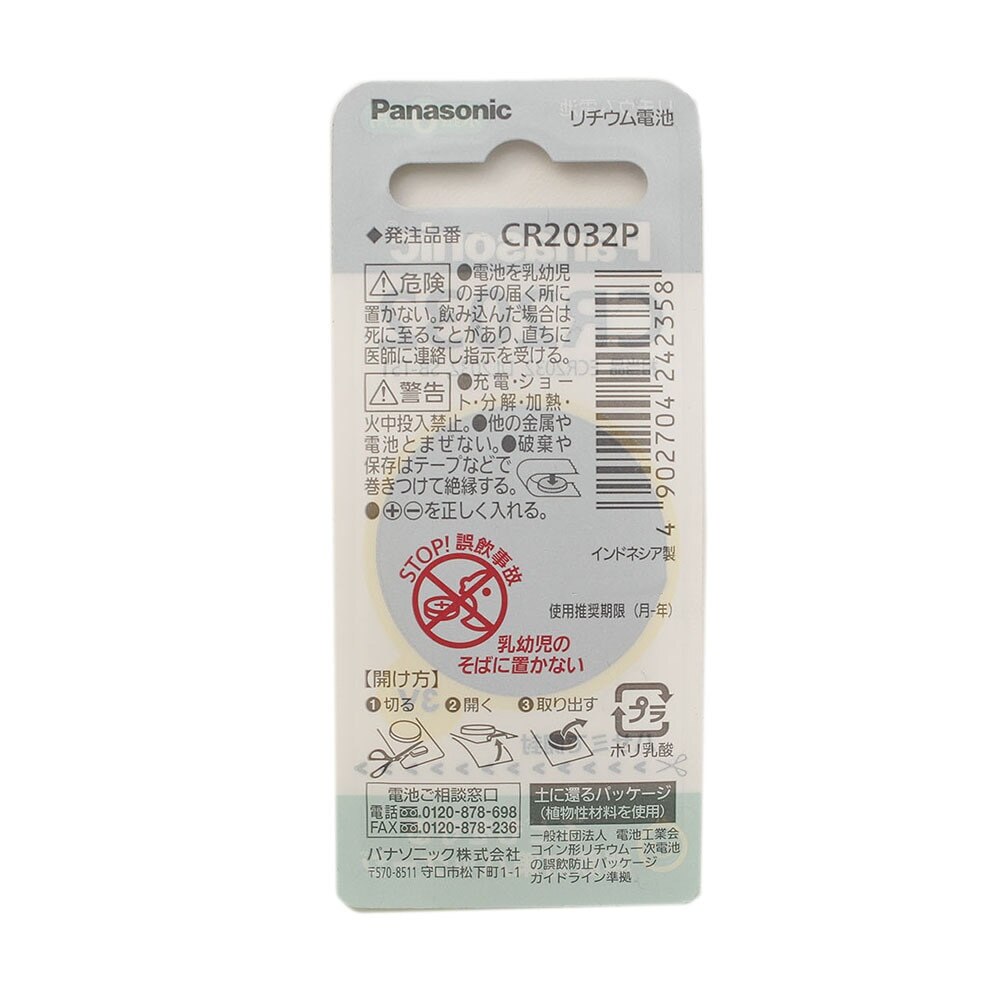 Panasonic
リチウム電池
◆発注品番 CR2032P
⚠危険 ●電池を乳幼児
の手の届く所に
置かない。飲み込んだ場合は
死に至ることがあり、直ちに
医師に連絡し指示を受ける。
⚠警告 ●充電・ショー
ト・分解・加熱・
火中投入禁止。●他の金属や
電池とまぜない。●破棄や
保存はテープなどで
巻きつけて絶縁する。
●⊕⊖を正しく入れる。
4 902704 242358
インドネシア製
使用推奨期限（月-年）
STOP! 誤飲事故
乳幼児の
そばに置かない
【開け方】
❶切る ❷開く ❸取り出す
プラ
ポリ乳酸
電池ご相談窓口
電話 0120-878-698
FAX 0120-878-236
パナソニック株式会社
〒570-8511 守口市松下町1-1
土に還るパッケージ
（植物性材料を使用）
一般社団法人 電池工業会
コイン形リチウム一次電池
の誤飲防止パッケージ
ガイドライン準拠